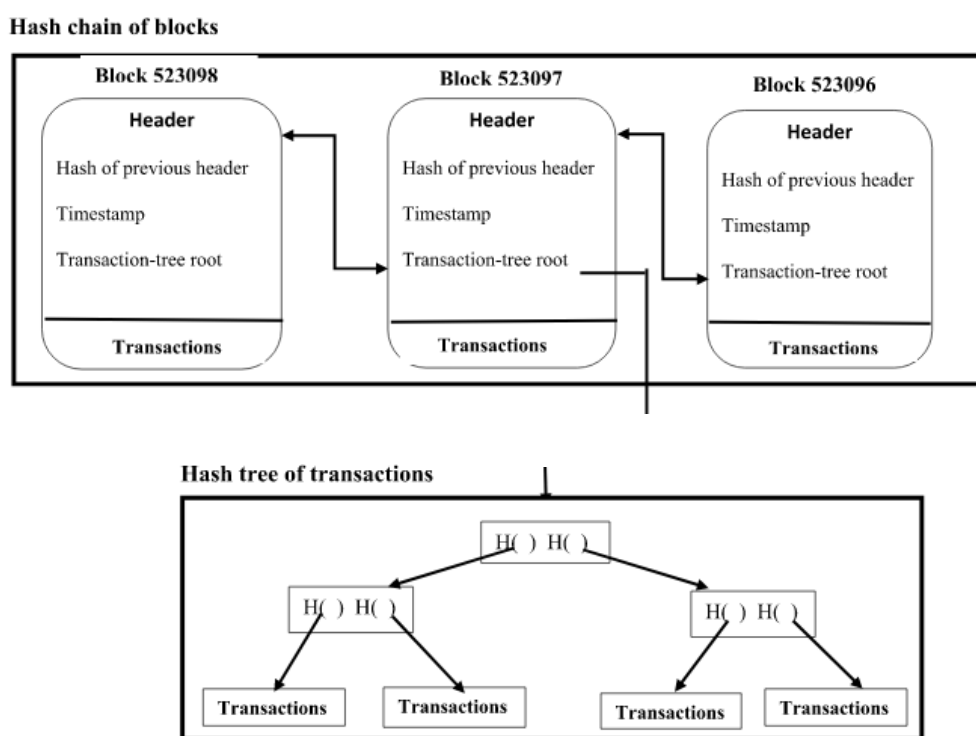 Hash chain of blocks
Block 523098
Header
Hash of previous header
Timestamp
Transaction-tree root
Transactions
Block 523097
Header
Hash of previous header
Timestamp
Transaction-tree root
Transactions
Block 523096
Header
Hash of previous header
Timestamp
Transaction-tree root
Transactions
Hash tree of transactions
H( ) H( )
H( ) H( )
H( ) H( )
Transactions
Transactions
Transactions
Transactions